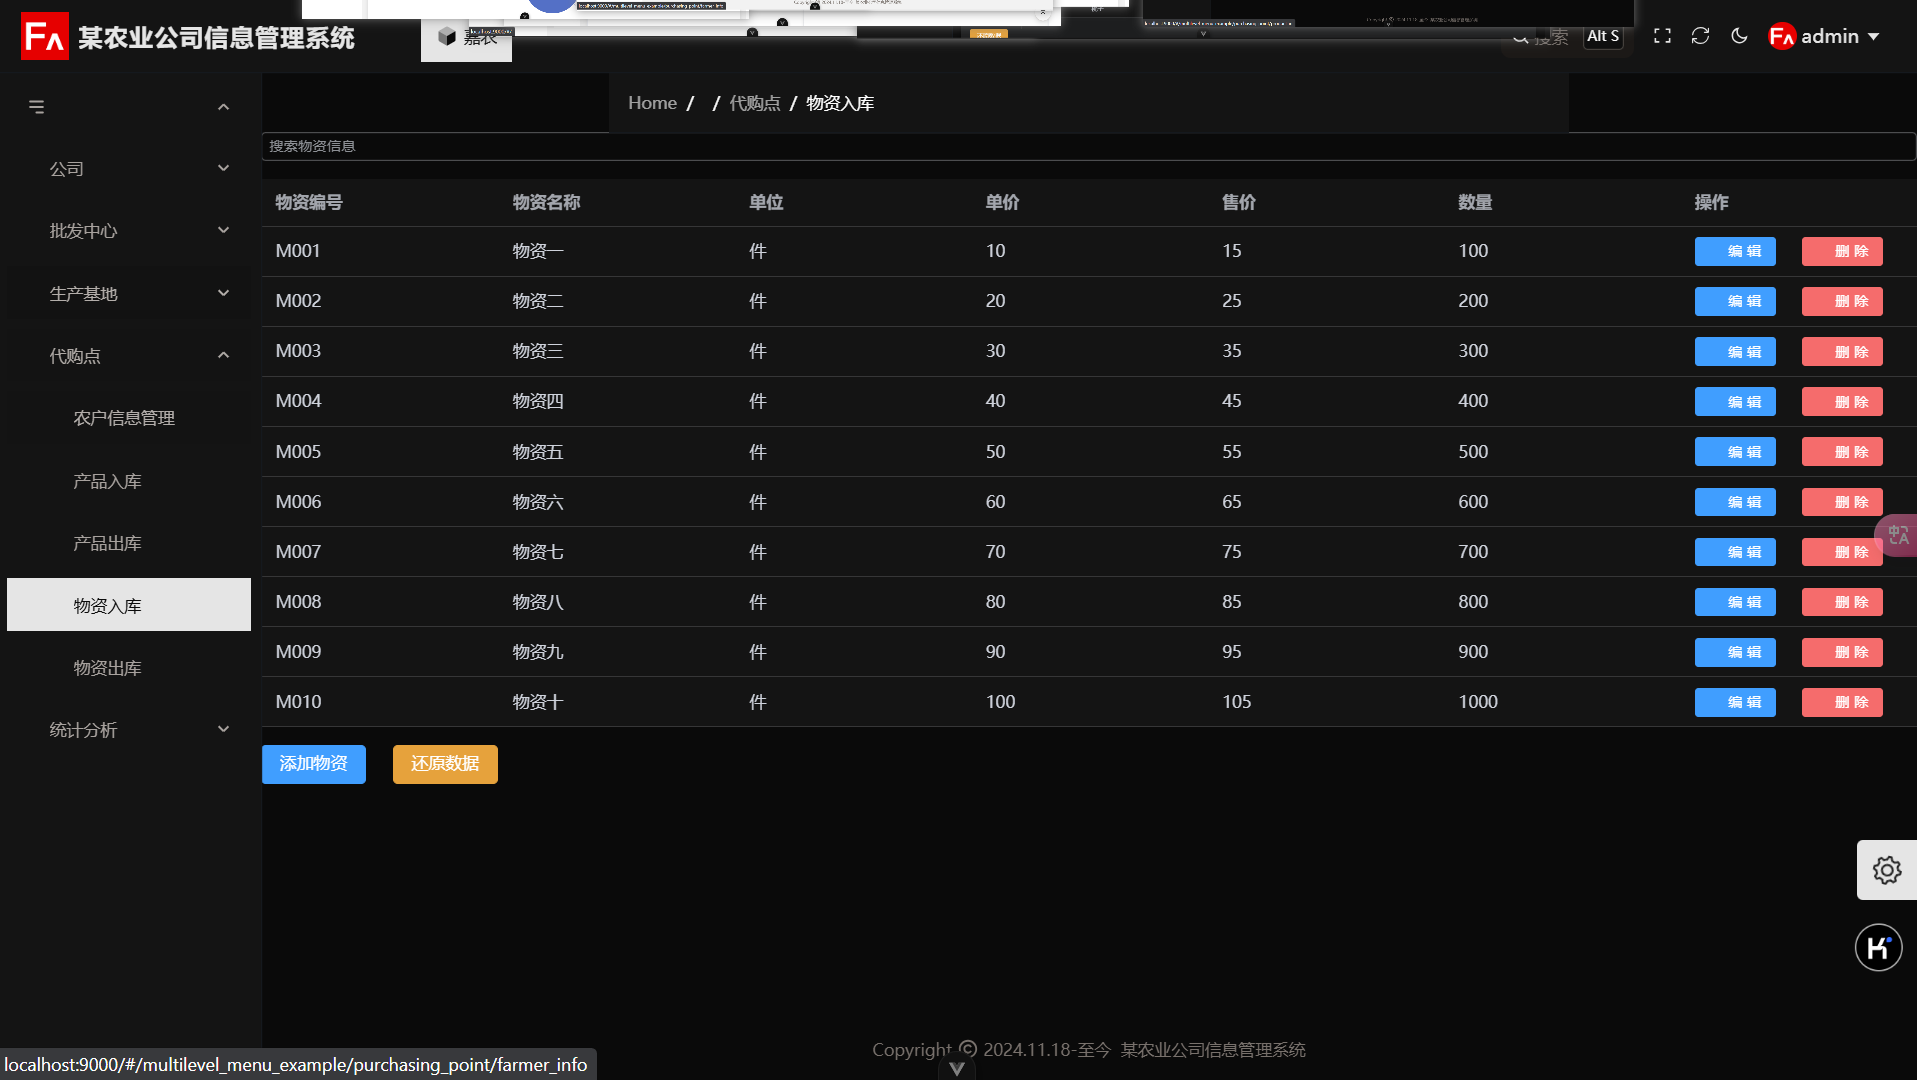 某农业公司信息管理系统
嘉农
搜索
Alt S
admin
Home / / 代购点 / 物资入库
公司
批发中心
生产基地
代购点
农户信息管理
产品入库
产品出库
物资入库
物资出库
统计分析
搜索物资信息
物资编号 物资名称 单位 单价 售价 数量 操作
M001 物资一 件 10 15 100 编辑 删除
M002 物资二 件 20 25 200 编辑 删除
M003 物资三 件 30 35 300 编辑 删除
M004 物资四 件 40 45 400 编辑 删除
M005 物资五 件 50 55 500 编辑 删除
M006 物资六 件 60 65 600 编辑 删除
M007 物资七 件 70 75 700 编辑 删除
M008 物资八 件 80 85 800 编辑 删除
M009 物资九 件 90 95 900 编辑 删除
M010 物资十 件 100 105 1000 编辑 删除
添加物资 还原数据
Copyright © 2024.11.18-至今 某农业公司信息管理系统
localhost:9000/#/multilevel_menu_example/purchasing_point/farmer_info